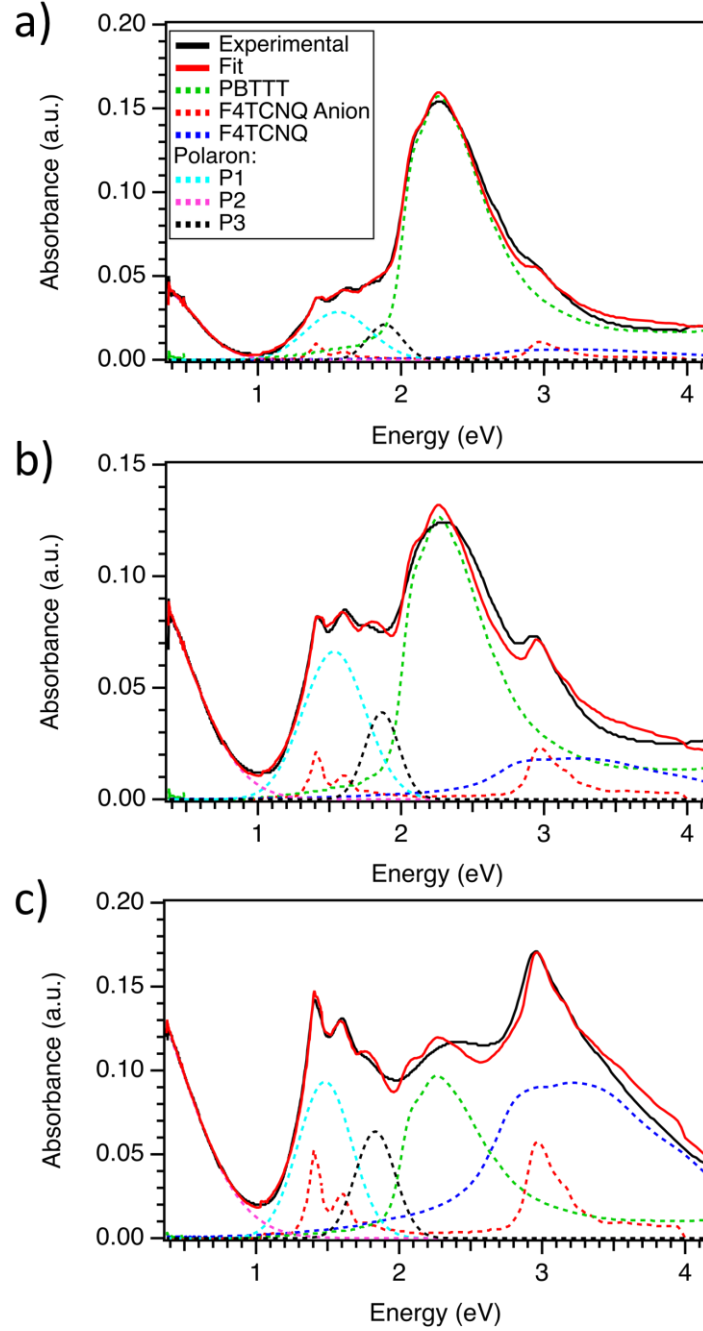 a)
0.20
0.15
0.10
0.05
0.00
Absorbance (a.u.)
Experimental
Fit
PBTTT
F4TCNQ Anion
F4TCNQ
Polaron:
P1
P2
P3
1 2 3 4
Energy (eV)
b)
0.15
0.10
0.05
0.00
Absorbance (a.u.)
1 2 3 4
Energy (eV)
c)
0.20
0.15
0.10
0.05
0.00
Absorbance (a.u.)
1 2 3 4
Energy (eV)